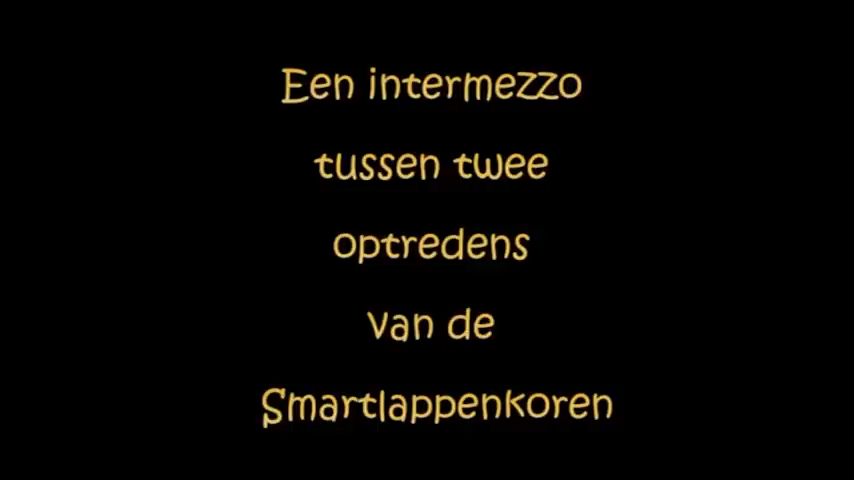 Een intermezzo
tussen twee
optredens
van de
Smartlappenkoren